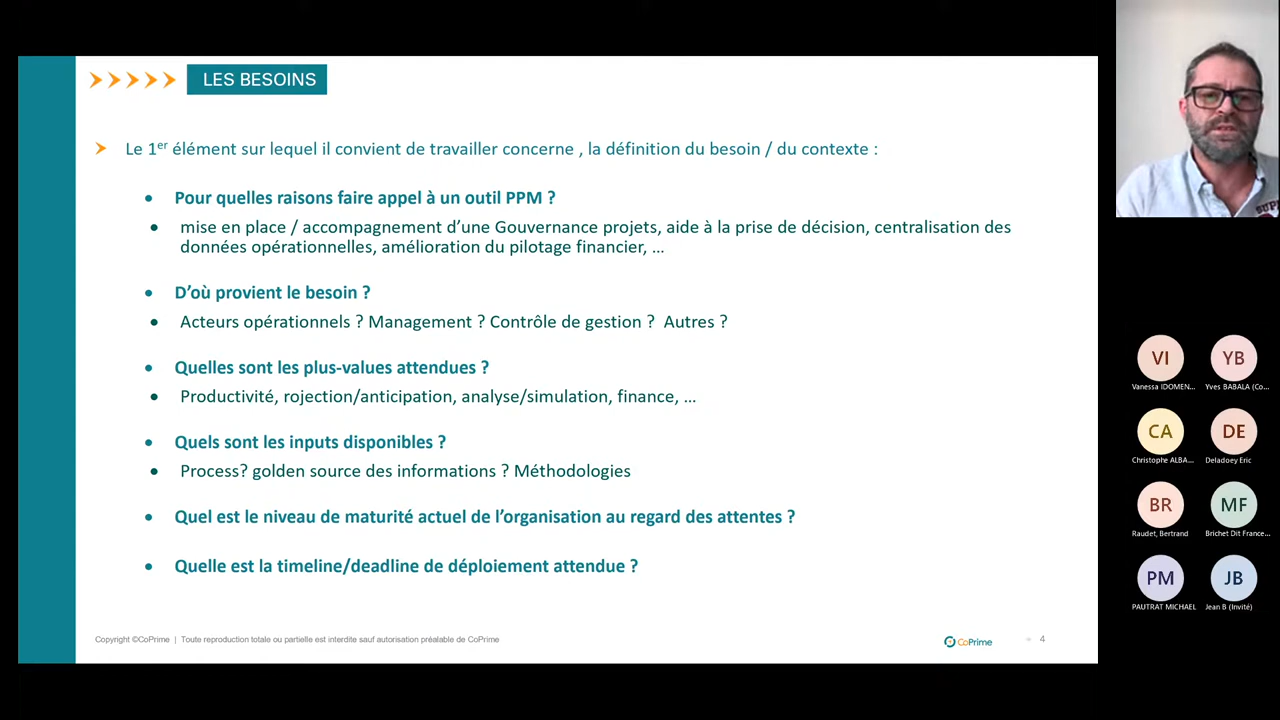 LES BESOINS
Le 1er élément sur lequel il convient de travailler concerne , la définition du besoin / du contexte :
• Pour quelles raisons faire appel à un outil PPM ?
• mise en place / accompagnement d’une Gouvernance projets, aide à la prise de décision, centralisation des
données opérationnelles, amélioration du pilotage financier, …
• D’où provient le besoin ?
• Acteurs opérationnels ? Management ? Contrôle de gestion ? Autres ?
• Quelles sont les plus-values attendues ?
• Productivité, rojection/anticipation, analyse/simulation, finance, …
• Quels sont les inputs disponibles ?
• Process? golden source des informations ? Méthodologies
• Quel est le niveau de maturité actuel de l’organisation au regard des attentes ?
• Quelle est la timeline/deadline de déploiement attendue ?
Copyright ©CoPrime | Toute reproduction totale ou partielle est interdite sauf autorisation préalable de CoPrime
CoPrime
4
SUP
VI
Vanessa IDOMEN...
YB
Yves BABALA (Co...
CA
Christophe ALBA...
DE
Deladoey Eric
BR
Raudet, Bertrand
MF
Brichet Dit France...
PM
PAUTRAT MICHAEL
JB
Jean B (Invité)